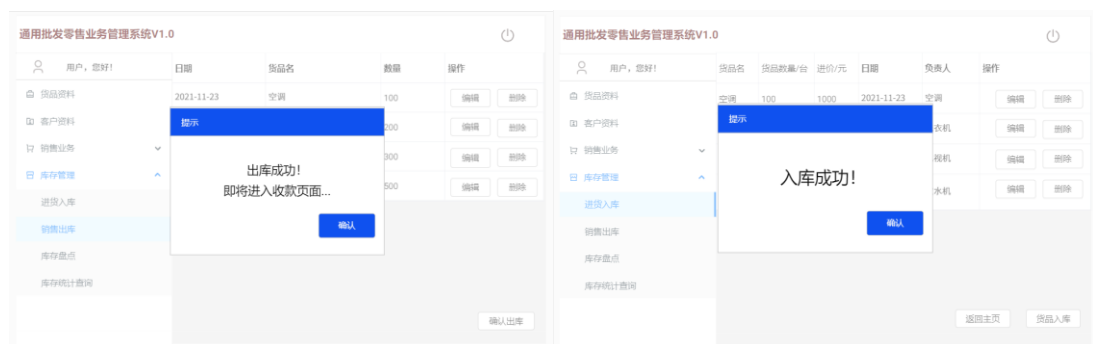 通用批发零售业务管理系统V1.0
用户，您好！
日期 货品名 数量 操作
货品资料
2021-11-23 空调 100 编辑 删除
客户资料
200 编辑 删除
销售业务
300 编辑 删除
库存管理
500 编辑 删除
进货入库
销售出库
库存盘点
库存统计查询
提示
出库成功！
即将进入收款页面...
确认
确认出库
通用批发零售业务管理系统V1.0
用户，您好！
货品名 货品数量/台 进价/元 日期 负责人 操作
货品资料
空调 100 1000 2021-11-23 空调 编辑 删除
客户资料
衣机 编辑 删除
销售业务
视机 编辑 删除
库存管理
水机 编辑 删除
进货入库
销售出库
库存盘点
库存统计查询
提示
入库成功！
确认
返回主页 货品入库